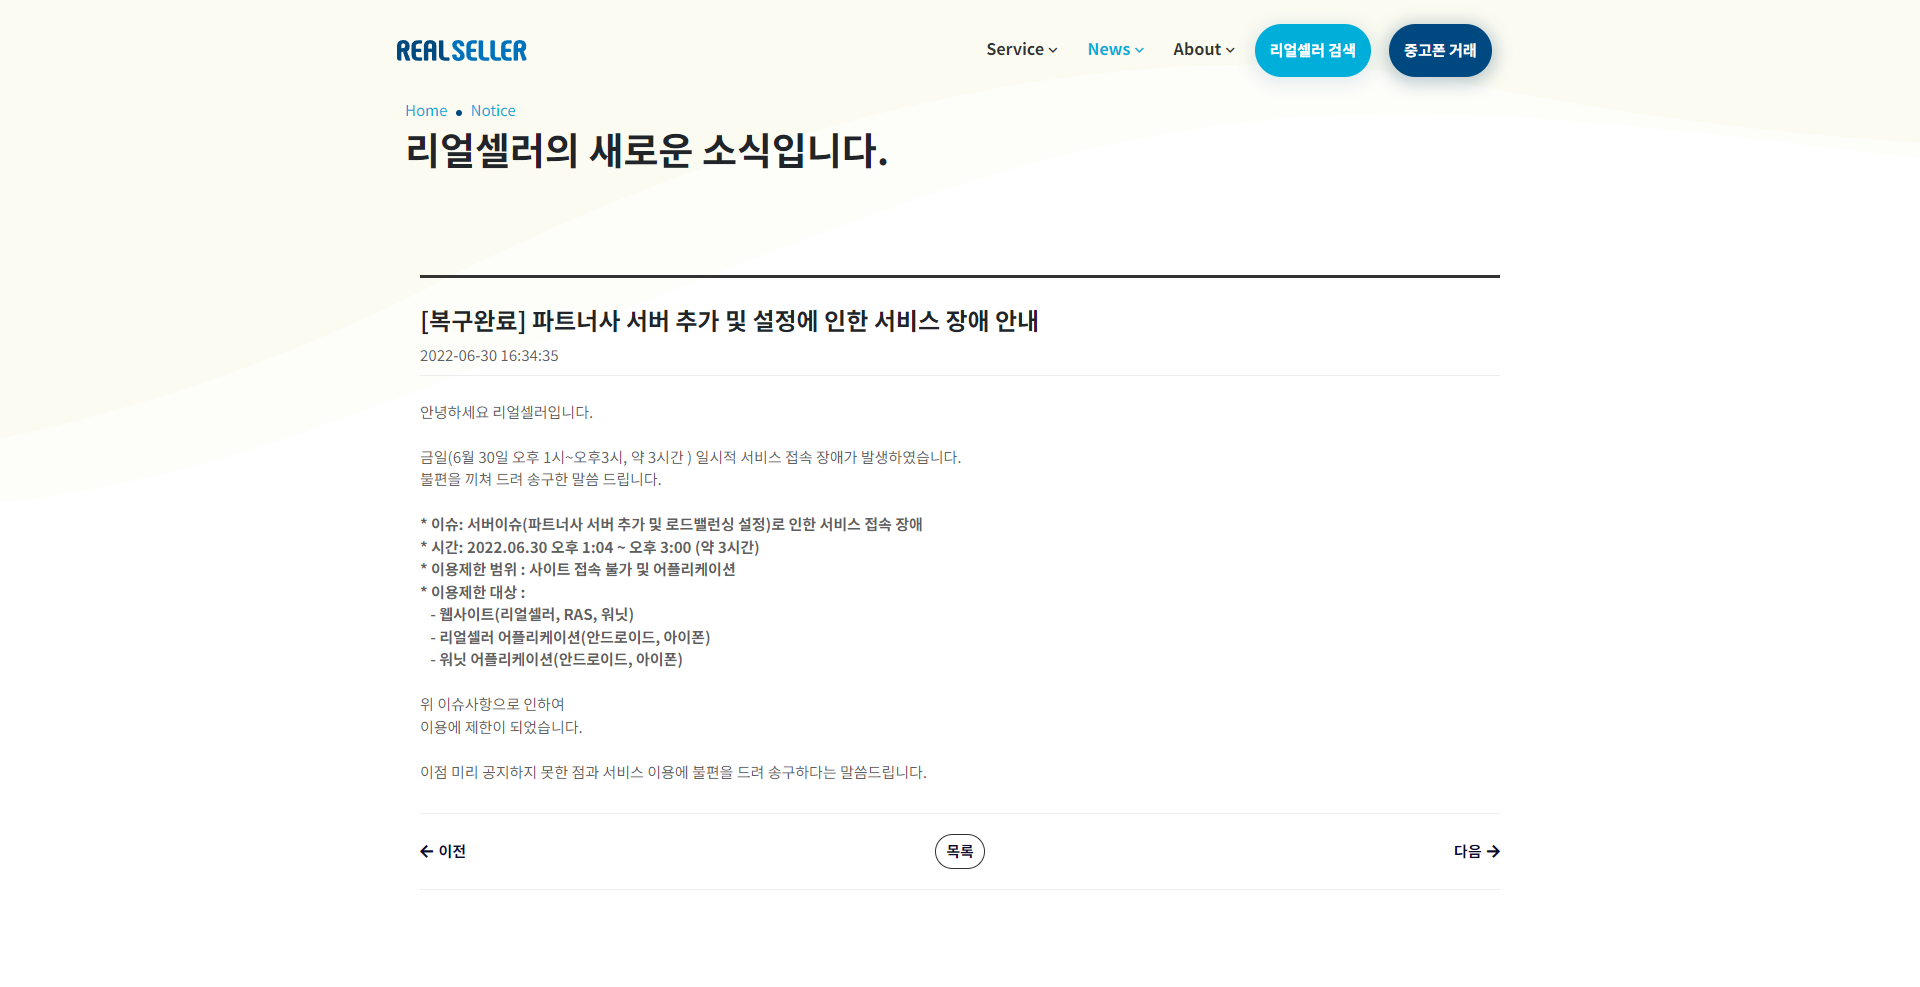 REALSELLER
Service
News
About
리얼셀러 검색
중고폰 거래
Home
Notice
리얼셀러의 새로운 소식입니다.
[복구완료] 파트너사 서버 추가 및 설정에 인한 서비스 장애 안내
2022-06-30 16:34:35
안녕하세요 리얼셀러입니다.
금일(6월 30일 오후 1시~오후3시, 약 3시간 ) 일시적 서비스 접속 장애가 발생하였습니다.
불편을 끼쳐 드려 송구한 말씀 드립니다.
* 이슈: 서버이슈(파트너사 서버 추가 및 로드밸런싱 설정)로 인한 서비스 접속 장애
* 시간: 2022.06.30 오후 1:04 ~ 오후 3:00 (약 3시간)
* 이용제한 범위 : 사이트 접속 불가 및 어플리케이션
* 이용제한 대상 :
- 웹사이트(리얼셀러, RAS, 워닛)
- 리얼셀러 어플리케이션(안드로이드, 아이폰)
- 워닛 어플리케이션(안드로이드, 아이폰)
위 이슈사항으로 인하여
이용에 제한이 되었습니다.
이점 미리 공지하지 못한 점과 서비스 이용에 불편을 드려 송구하다는 말씀드립니다.
← 이전
목록
다음 →